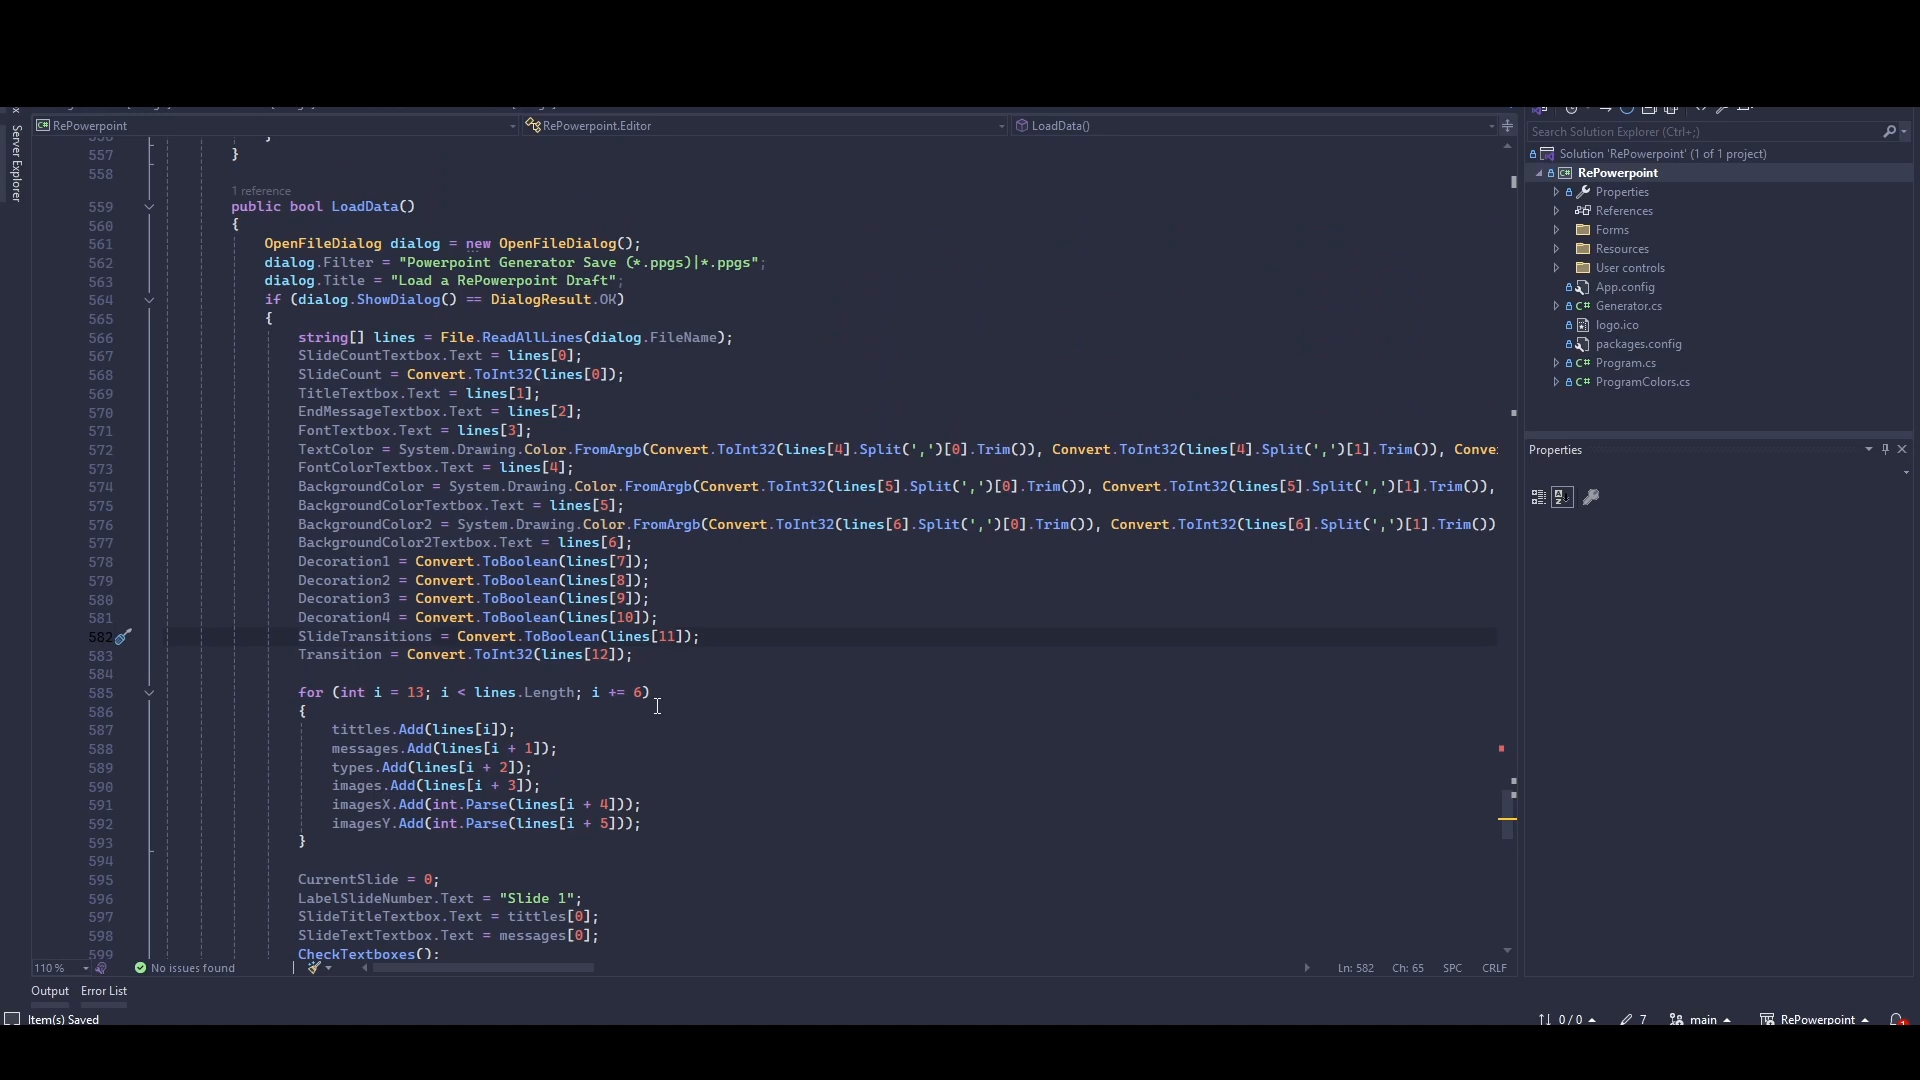 RePowerpoint
RePowerpoint.Editor
LoadData()
Server Explorer
557 }
558
1 reference
559 public bool LoadData()
560 {
561 OpenFileDialog dialog = new OpenFileDialog();
562 dialog.Filter = "Powerpoint Generator Save (*.ppgs)|*.ppgs";
563 dialog.Title = "Load a RePowerpoint Draft";
564 if (dialog.ShowDialog() == DialogResult.OK)
565 {
566 string[] lines = File.ReadAllLines(dialog.FileName);
567 SlideCountTextbox.Text = lines[0];
568 SlideCount = Convert.ToInt32(lines[0]);
569 TitleTextbox.Text = lines[1];
570 EndMessageTextbox.Text = lines[2];
571 FontTextbox.Text = lines[3];
572 TextColor = System.Drawing.Color.FromArgb(Convert.ToInt32(lines[4].Split(',')[0].Trim()), Convert.ToInt32(lines[4].Split(',')[1].Trim()), Conve
573 FontColorTextbox.Text = lines[4];
574 BackgroundColor = System.Drawing.Color.FromArgb(Convert.ToInt32(lines[5].Split(',')[0].Trim()), Convert.ToInt32(lines[5].Split(',')[1].Trim()),
575 BackgroundColorTextbox.Text = lines[5];
576 BackgroundColor2 = System.Drawing.Color.FromArgb(Convert.ToInt32(lines[6].Split(',')[0].Trim()), Convert.ToInt32(lines[6].Split(',')[1].Trim())
577 BackgroundColor2Textbox.Text = lines[6];
578 Decoration1 = Convert.ToBoolean(lines[7]);
579 Decoration2 = Convert.ToBoolean(lines[8]);
580 Decoration3 = Convert.ToBoolean(lines[9]);
581 Decoration4 = Convert.ToBoolean(lines[10]);
582 SlideTransitions = Convert.ToBoolean(lines[11]);
583 Transition = Convert.ToInt32(lines[12]);
584
585 for (int i = 13; i < lines.Length; i += 6)
586 {
587 tittles.Add(lines[i]);
588 messages.Add(lines[i + 1]);
589 types.Add(lines[i + 2]);
590 images.Add(lines[i + 3]);
591 imagesX.Add(int.Parse(lines[i + 4]));
592 imagesY.Add(int.Parse(lines[i + 5]));
593 }
594
595 CurrentSlide = 0;
596 LabelSlideNumber.Text = "Slide 1";
597 SlideTitleTextbox.Text = tittles[0];
598 SlideTextTextbox.Text = messages[0];
599 CheckTextboxes();
110 %
No issues found
Ln: 582 Ch: 65 SPC CRLF
Output Error List
Item(s) Saved
Search Solution Explorer (Ctrl+;)
Solution 'RePowerpoint' (1 of 1 project)
RePowerpoint
Properties
References
Forms
Resources
User controls
App.config
Generator.cs
logo.ico
packages.config
Program.cs
ProgramColors.cs
Properties
0 / 0 7 main RePowerpoint